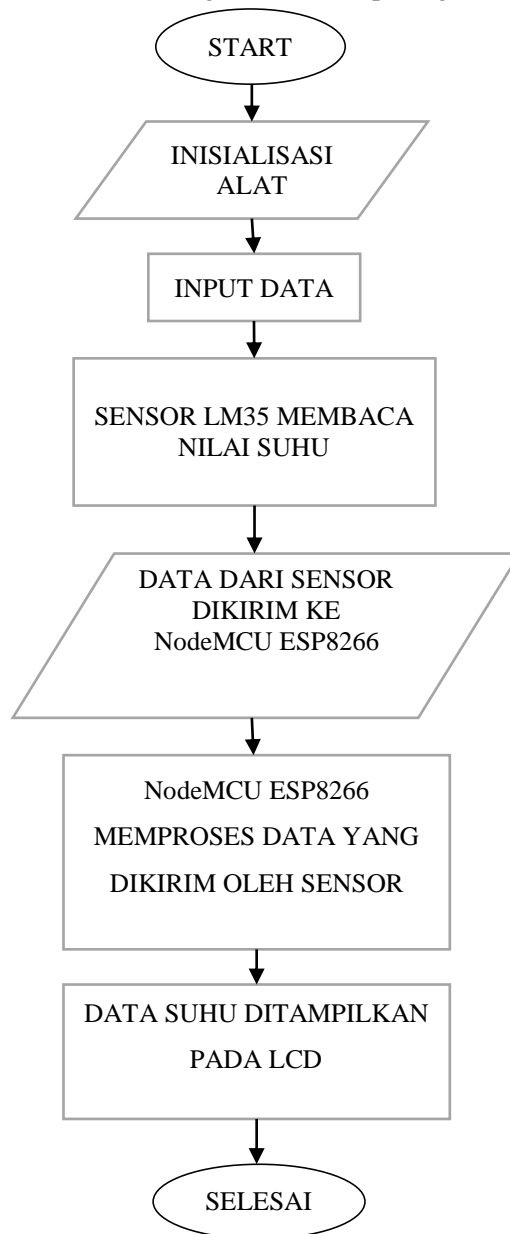 START
INISIALISASI
ALAT
INPUT DATA
SENSOR LM35 MEMBACA
NILAI SUHU
DATA DARI SENSOR
DIKIRIM KE
NodeMCU ESP8266
NodeMCU ESP8266
MEMPROSES DATA YANG
DIKIRIM OLEH SENSOR
DATA SUHU DITAMPILKAN
PADA LCD
SELESAI